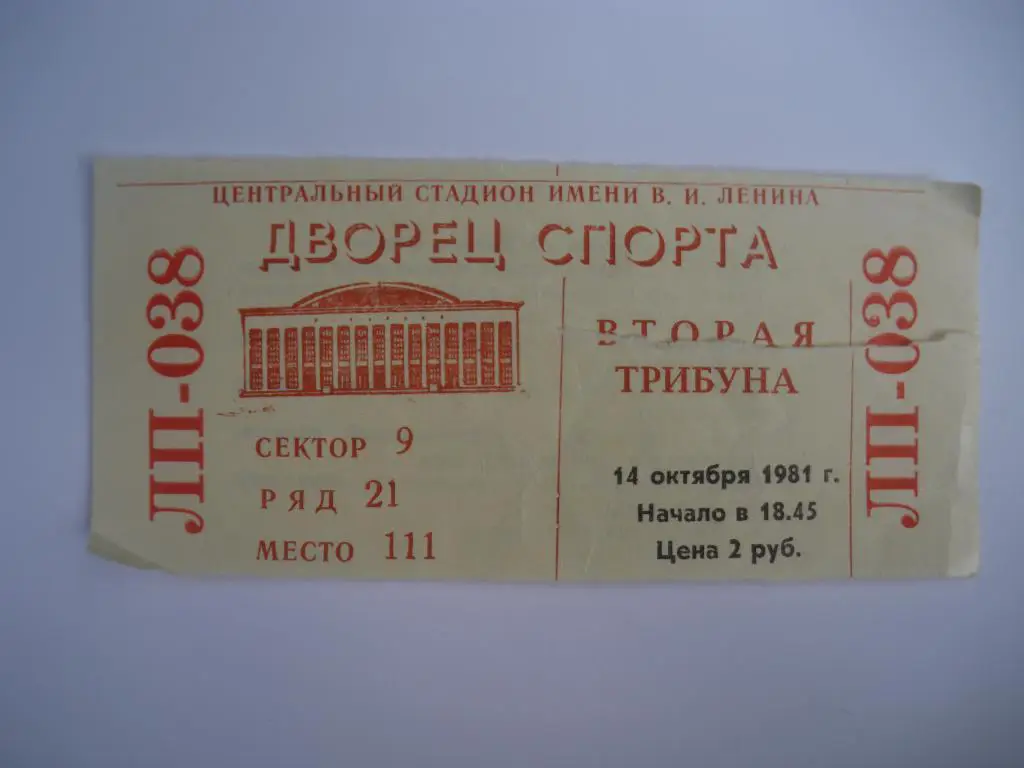 ЦЕНТРАЛЬНЫЙ СТАДИОН ИМЕНИ В. И. ЛЕНИНА
ДВОРЕЦ СПОРТА
ЛП-038
СЕКТОР 9
РЯД 21
МЕСТО 111
ВТОРАЯ
ТРИБУНА
14 октября 1981 г.
Начало в 18.45
Цена 2 руб.
ЛП-038